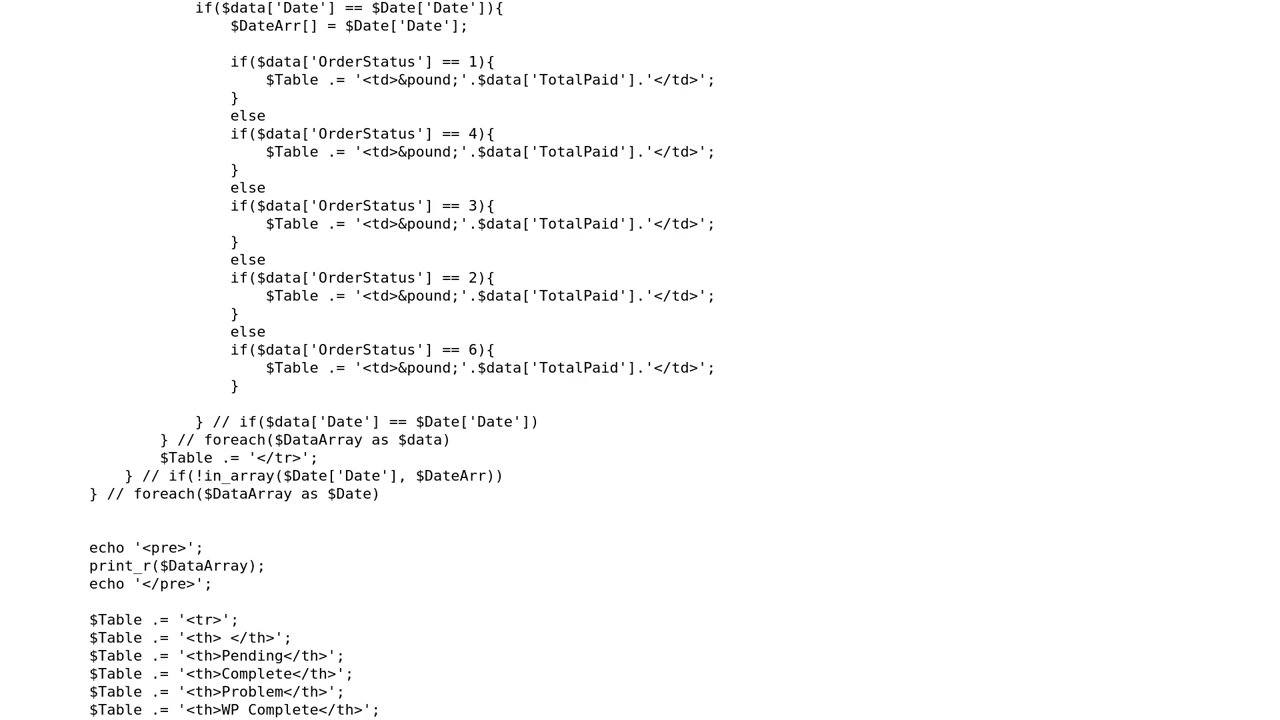 if($data['Date'] == $Date['Date']){
$DateArr[] = $Date['Date'];
if($data['OrderStatus'] == 1){
$Table .= '<td>&pound;'.$data['TotalPaid'].'</td>';
}
else
if($data['OrderStatus'] == 4){
$Table .= '<td>&pound;'.$data['TotalPaid'].'</td>';
}
else
if($data['OrderStatus'] == 3){
$Table .= '<td>&pound;'.$data['TotalPaid'].'</td>';
}
else
if($data['OrderStatus'] == 2){
$Table .= '<td>&pound;'.$data['TotalPaid'].'</td>';
}
else
if($data['OrderStatus'] == 6){
$Table .= '<td>&pound;'.$data['TotalPaid'].'</td>';
}
} // if($data['Date'] == $Date['Date'])
} // foreach($DataArray as $data)
$Table .= '</tr>';
} // if(!in_array($Date['Date'], $DateArr))
} // foreach($DataArray as $Date)
echo '<pre>';
print_r($DataArray);
echo '</pre>';
$Table .= '<tr>';
$Table .= '<th> </th>';
$Table .= '<th>Pending</th>';
$Table .= '<th>Complete</th>';
$Table .= '<th>Problem</th>';
$Table .= '<th>WP Complete</th>';